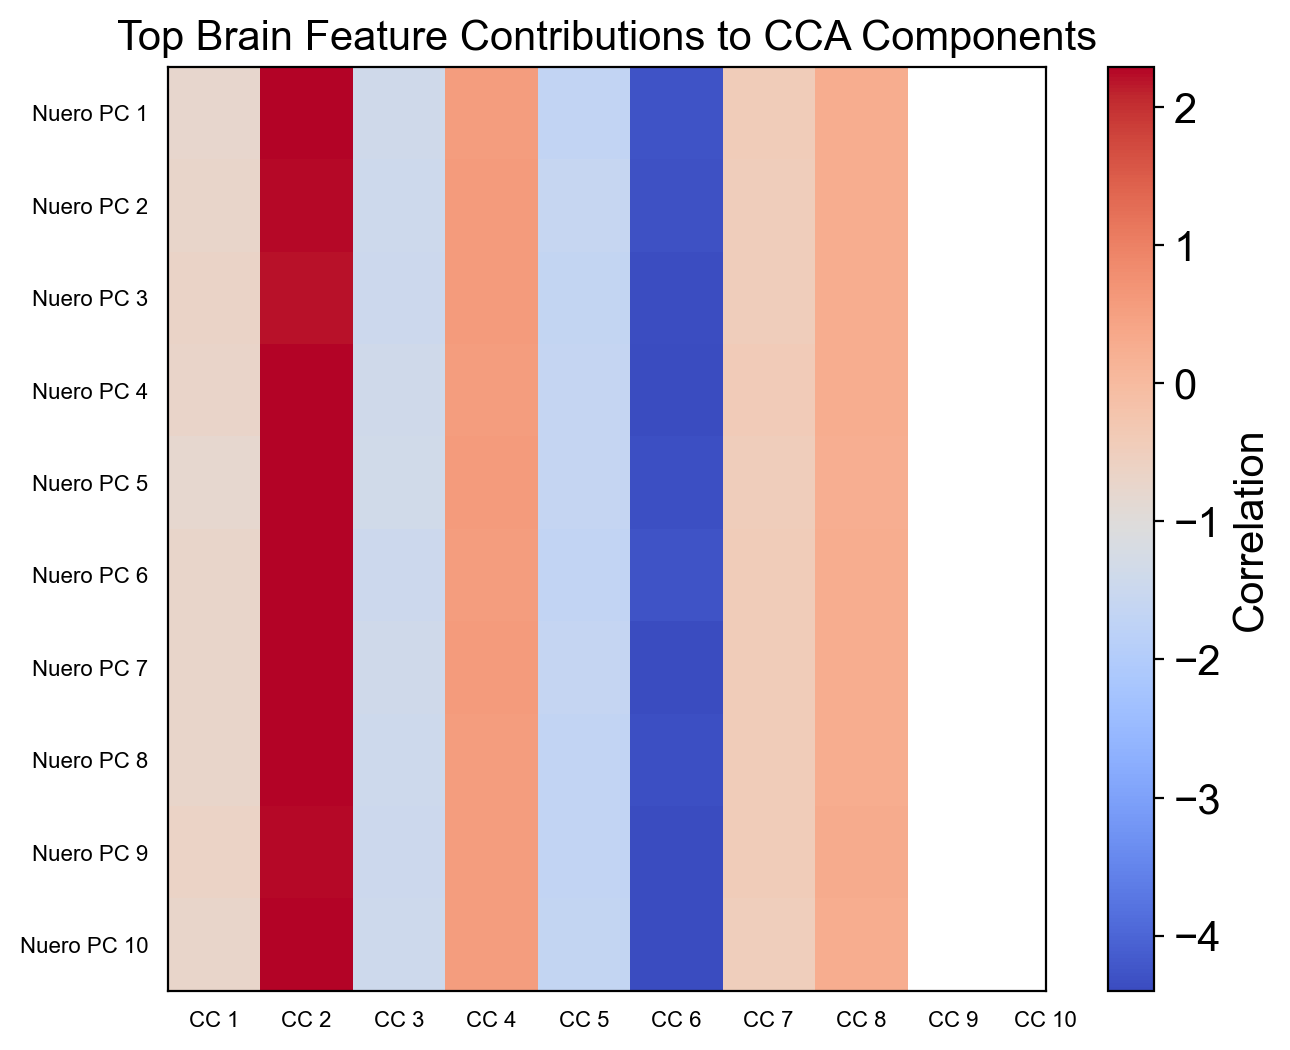 Top Brain Feature Contributions to CCA Components
Nuero PC 1
Nuero PC 2
Nuero PC 3
Nuero PC 4
Nuero PC 5
Nuero PC 6
Nuero PC 7
Nuero PC 8
Nuero PC 9
Nuero PC 10
CC 1 CC 2 CC 3 CC 4 CC 5 CC 6 CC 7 CC 8 CC 9 CC 10
2
1
0
−1
−2
−3
−4
Correlation